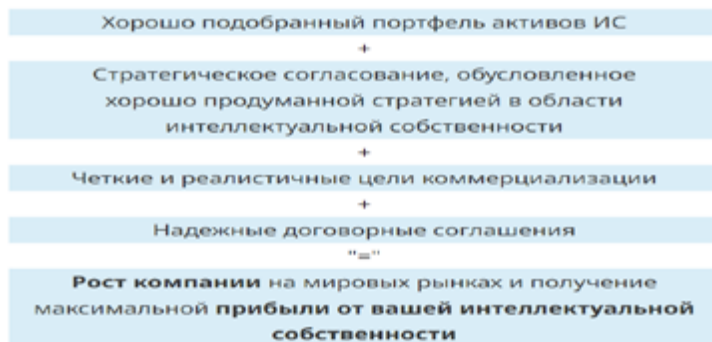 Хорошо подобранный портфель активов ИС
+
Стратегическое согласование, обусловленное
хорошо продуманной стратегией в области
интеллектуальной собственности
+
Четкие и реалистичные цели коммерциализации
+
Надежные договорные соглашения
"="
Рост компании на мировых рынках и получение
максимальной прибыли от вашей интеллектуальной
собственности